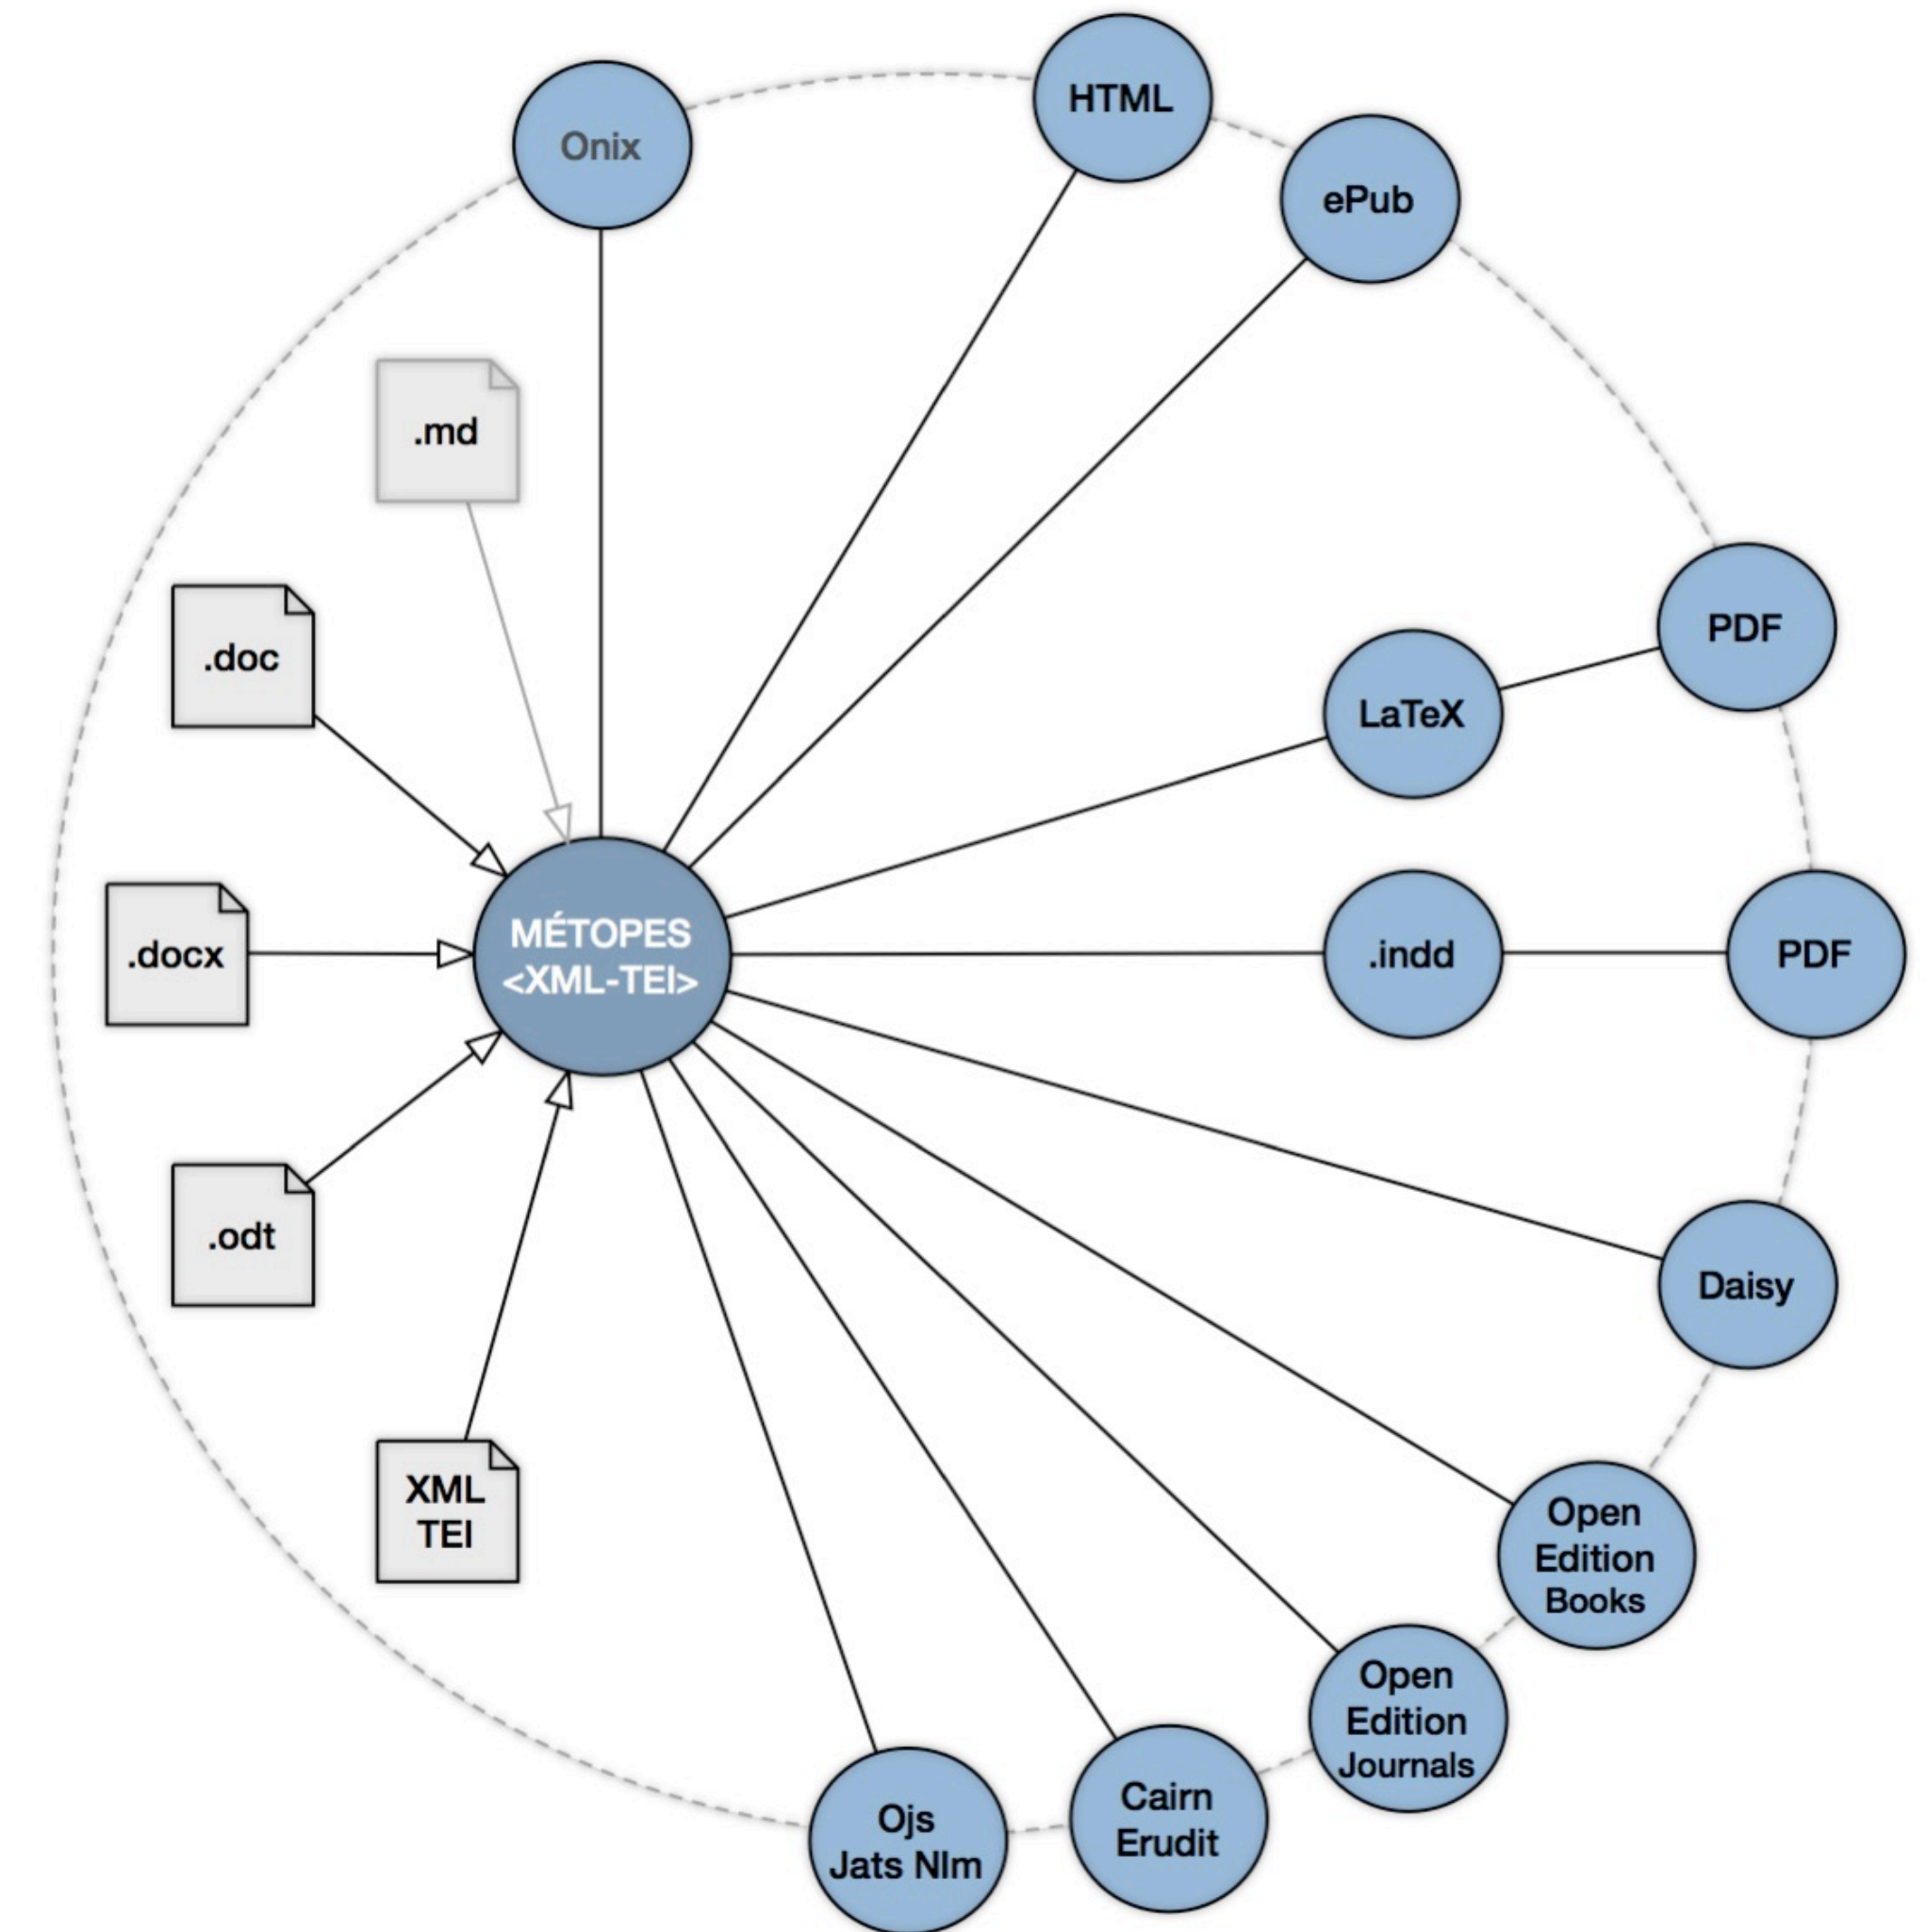 HTML
Onix
ePub
.md
PDF
.doc
LaTeX
MÉTOPES
<XML-TEI>
.docx
.indd
PDF
.odt
Daisy
XML
TEI
Open
Edition
Books
Open
Edition
Journals
Cairn
Erudit
Ojs
Jats Nlm